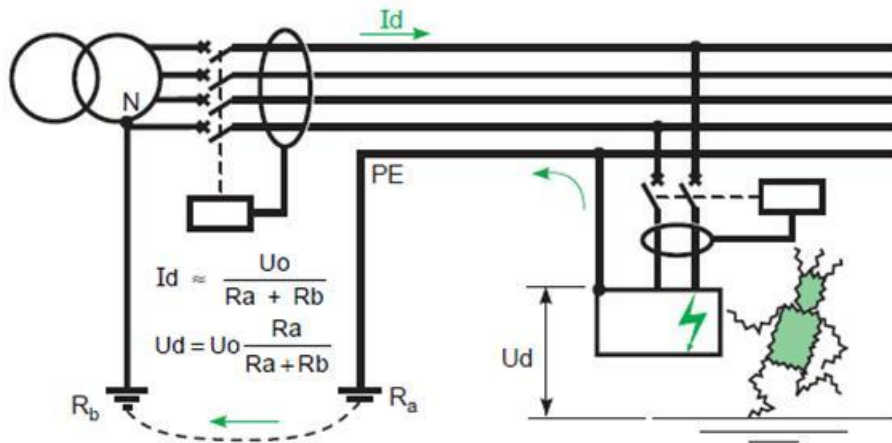 Id
N
PE
Id ≈ Uo / (Ra + Rb)
Ud = Uo Ra / (Ra + Rb)
Ud
Rb
Ra